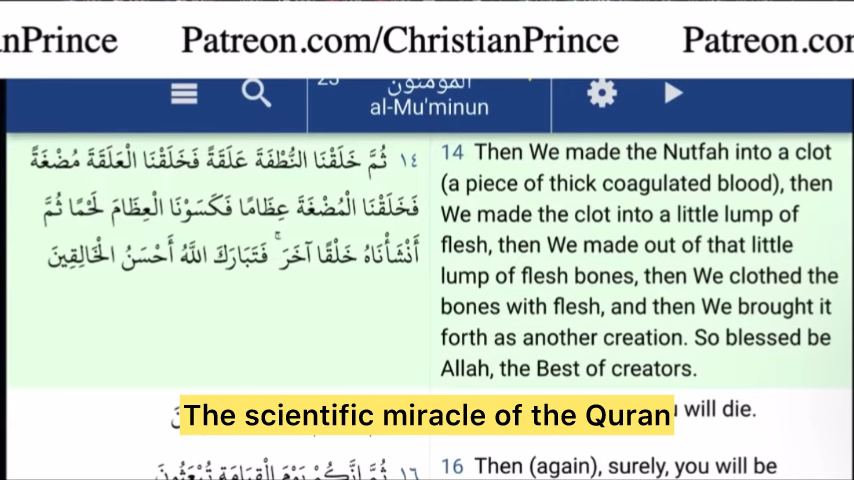 nPrince Patreon.com/ChristianPrince Patreon.con
المؤمنون
al-Mu'minun
١٤ ثُمَّ خَلَقْنَا النُّطْفَةَ عَلَقَةً فَخَلَقْنَا الْعَلَقَةَ مُضْغَةً
فَخَلَقْنَا الْمُضْغَةَ عِظَامًا فَكَسَوْنَا الْعِظَامَ لَحْمًا ثُمَّ
أَنْشَأْنَاهُ خَلْقًا آخَرَ ۚ فَتَبَارَكَ اللَّهُ أَحْسَنُ الْخَالِقِينَ
14 Then We made the Nutfah into a clot
(a piece of thick coagulated blood), then
We made the clot into a little lump of
flesh, then We made out of that little
lump of flesh bones, then We clothed the
bones with flesh, and then We brought it
forth as another creation. So blessed be
Allah, the Best of creators.
The scientific miracle of the Quran
will die.
١٦ ثُمَّ إِنَّكُمْ يَوْمَ الْقِيَامَةِ تُبْعَثُونَ
16 Then (again), surely, you will be